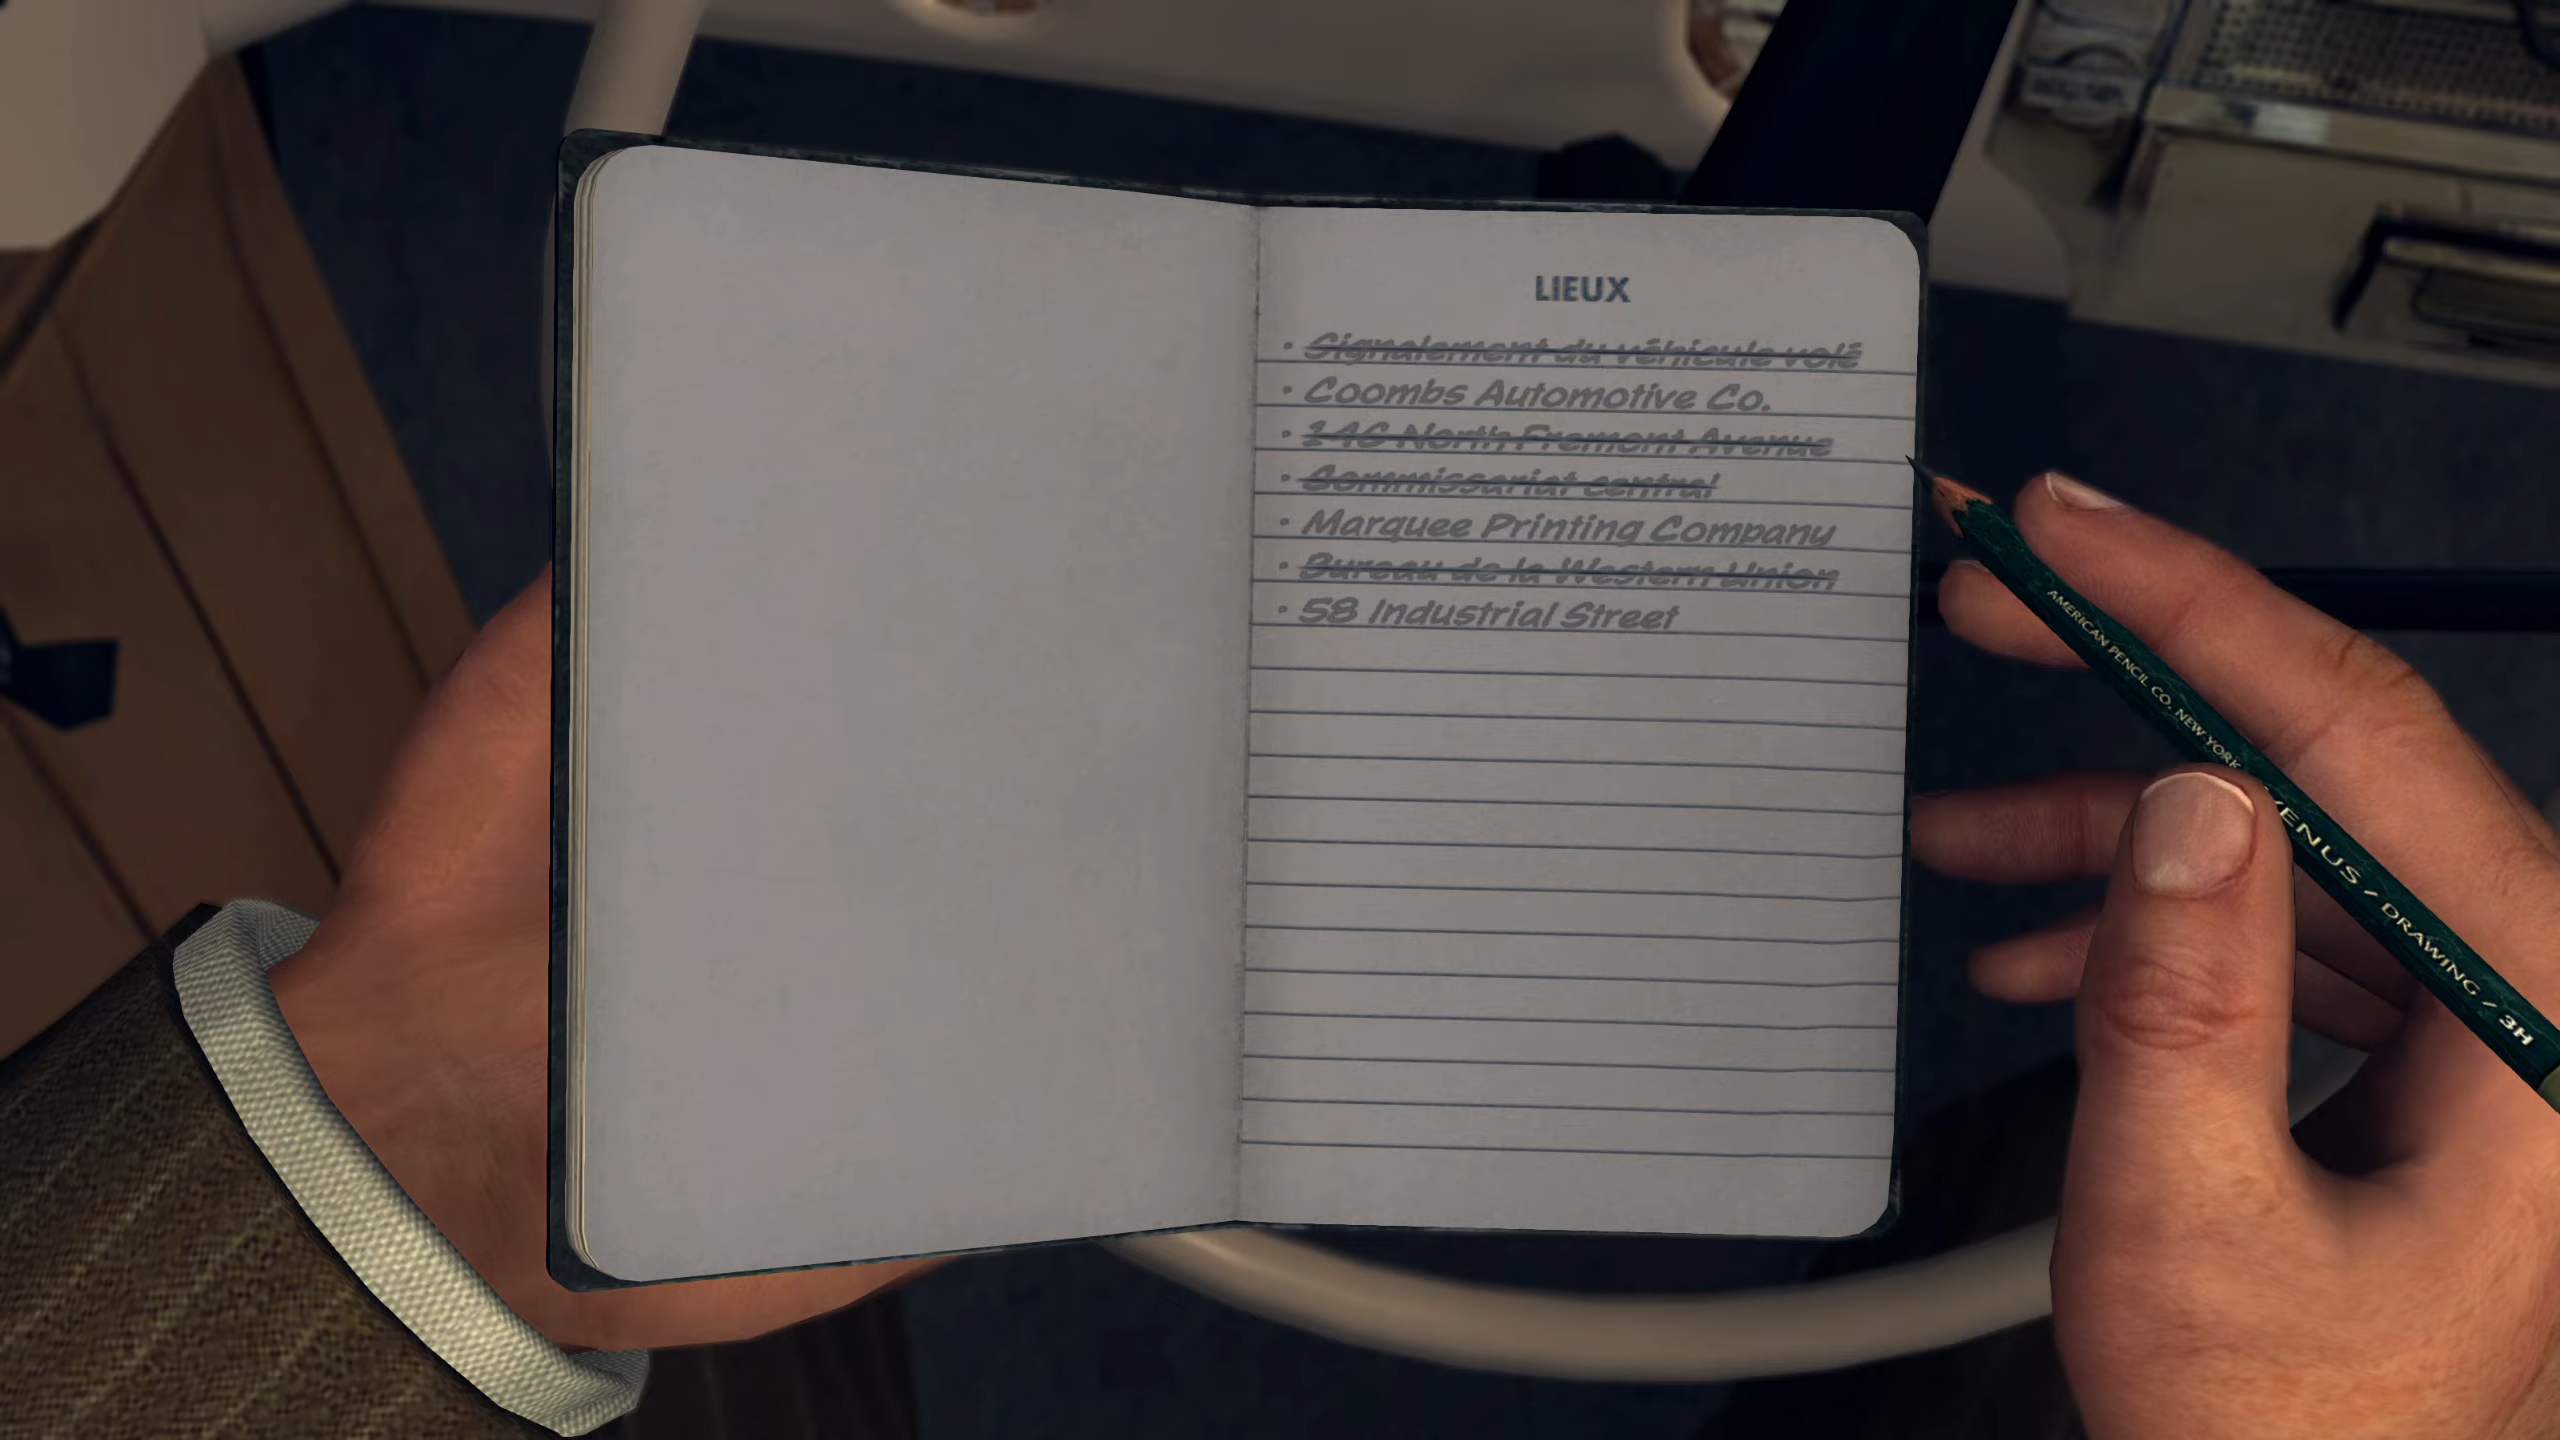 LIEUX
• Signalement du véhicule volé
• Coombs Automotive Co.
• 146 North Fremont Avenue
• Commissariat central
• Marquee Printing Company
• Bureau de la Western Union
• 58 Industrial Street
AMERICAN PENCIL CO. NEW YORK
VENUS / DRAWING / 3H